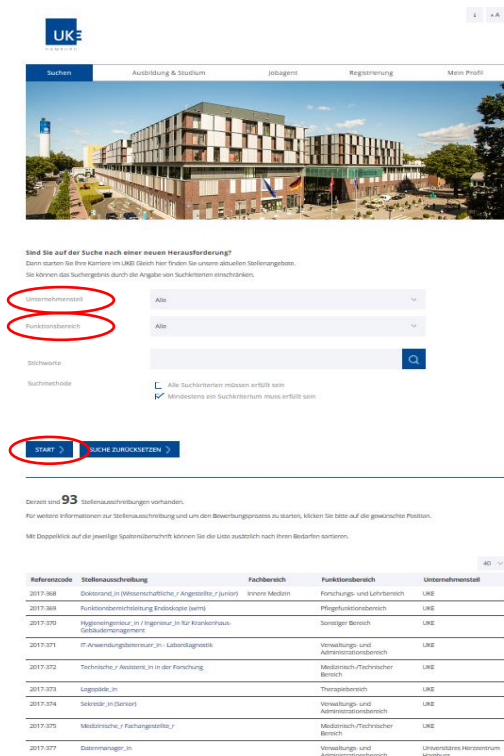 i AA
UKE
HAMBURG
Suchen Ausbildung & Studium Jobagent Registrierung Mein Profil
Sind Sie auf der Suche nach einer neuen Herausforderung?
Dann starten Sie Ihre Karriere im UKE! Gleich hier finden Sie unsere aktuellen Stellenangebote.
Sie können das Suchergebnis durch die Angabe von Suchkriterien einschränken.
Unternehmensteil Alle
Funktionsbereich Alle
Stichworte
Suchmethode Alle Suchkriterien müssen erfüllt sein
Mindestens ein Suchkriterium muss erfüllt sein
START SUCHE ZURÜCKSETZEN
Derzeit sind 93 Stellenausschreibungen vorhanden.
Für weitere Informationen zur Stellenausschreibung und um den Bewerbungsprozess zu starten, klicken Sie bitte auf die gewünschte Position.
Mit Doppelklick auf die jeweilige Spaltenüberschrift können Sie die Liste zusätzlich nach Ihren Bedarfen sortieren.
40
Referenzcode Stellenausschreibung Fachbereich Funktionsbereich Unternehmensteil
2017-368 Doktorand_in (Wissenschaftliche_r Angestellte_r Junior) Innere Medizin Forschungs- und Lehrbereich UKE
2017-369 Funktionsbereichsleitung Endoskopie (w/m) Pflegefunktionsbereich UKE
2017-370 Hygieneingenieur_in / Ingenieur_in für Krankenhaus- Sonstiger Bereich UKE
Gebäudemanagement
2017-371 IT-Anwendungsbetreuer_in - Labordiagnostik Verwaltungs- und UKE
Administrationsbereich
2017-372 Technische_r Assistent_in in der Forschung Medizinisch-/Technischer UKE
Bereich
2017-373 Logopäde_in Therapiebereich UKE
2017-374 Sekretär_in (Senior) Verwaltungs- und UKE
Administrationsbereich
2017-375 Medizinische_r Fachangestellte_r Medizinisch-/Technischer UKE
Bereich
2017-377 Datenmanager_in Verwaltungs- und Universitäres Herzzentrum
Administrationsbereich Hamburg